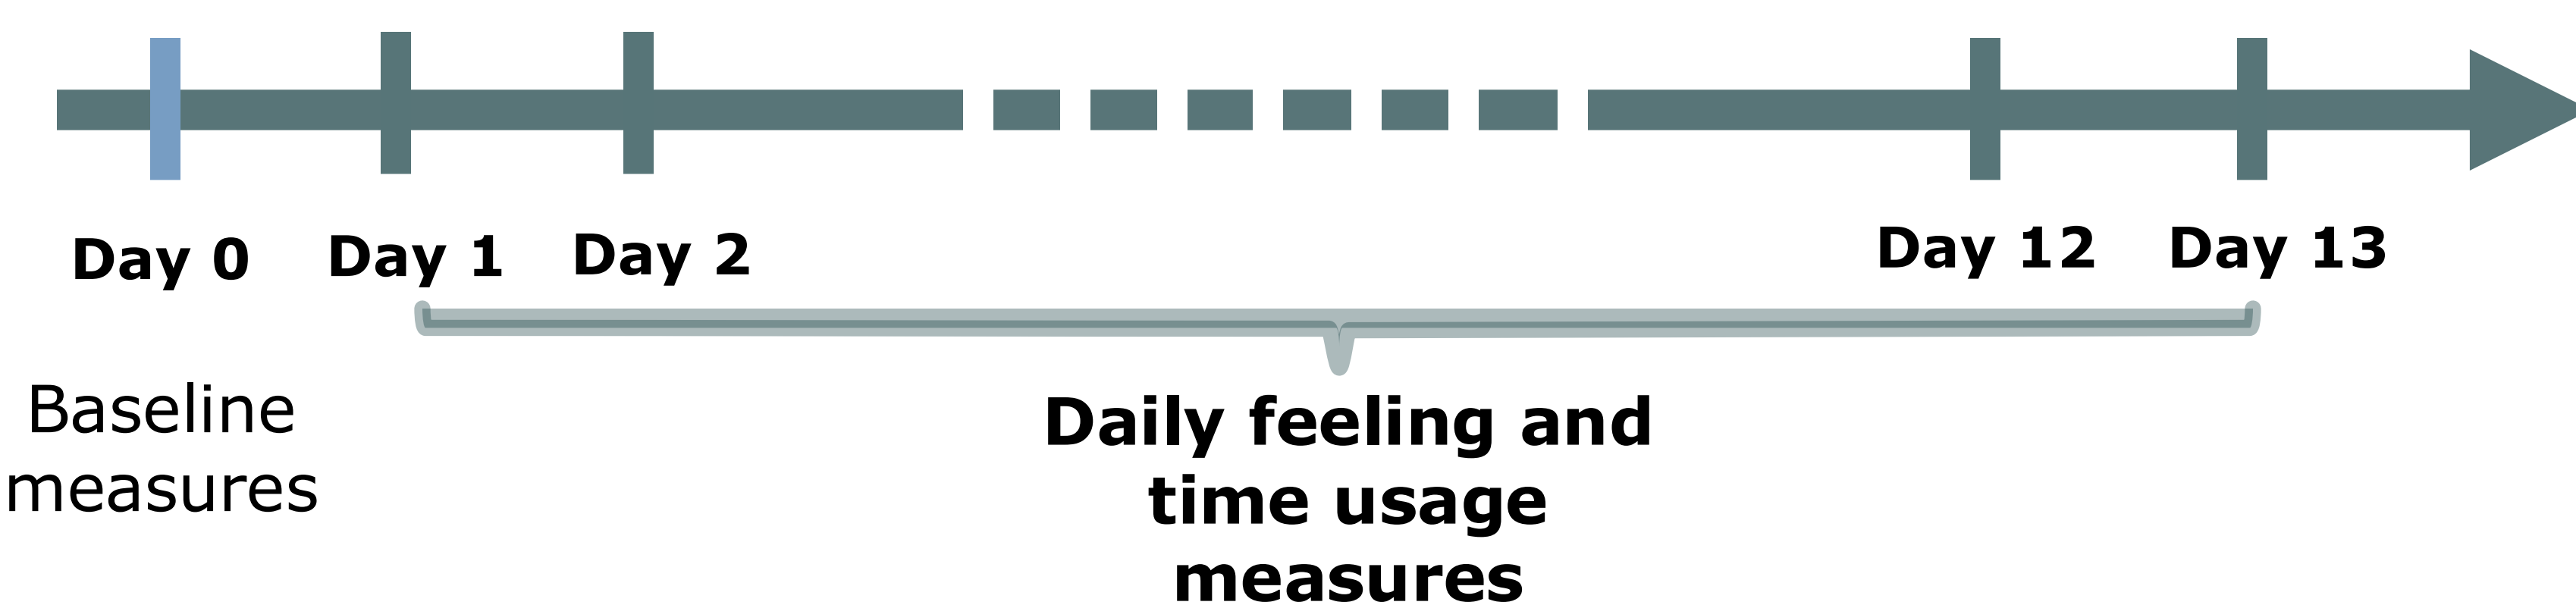 Day 0
Day 1
Day 2
Day 12
Day 13
Baseline
measures
Daily feeling and
time usage
measures